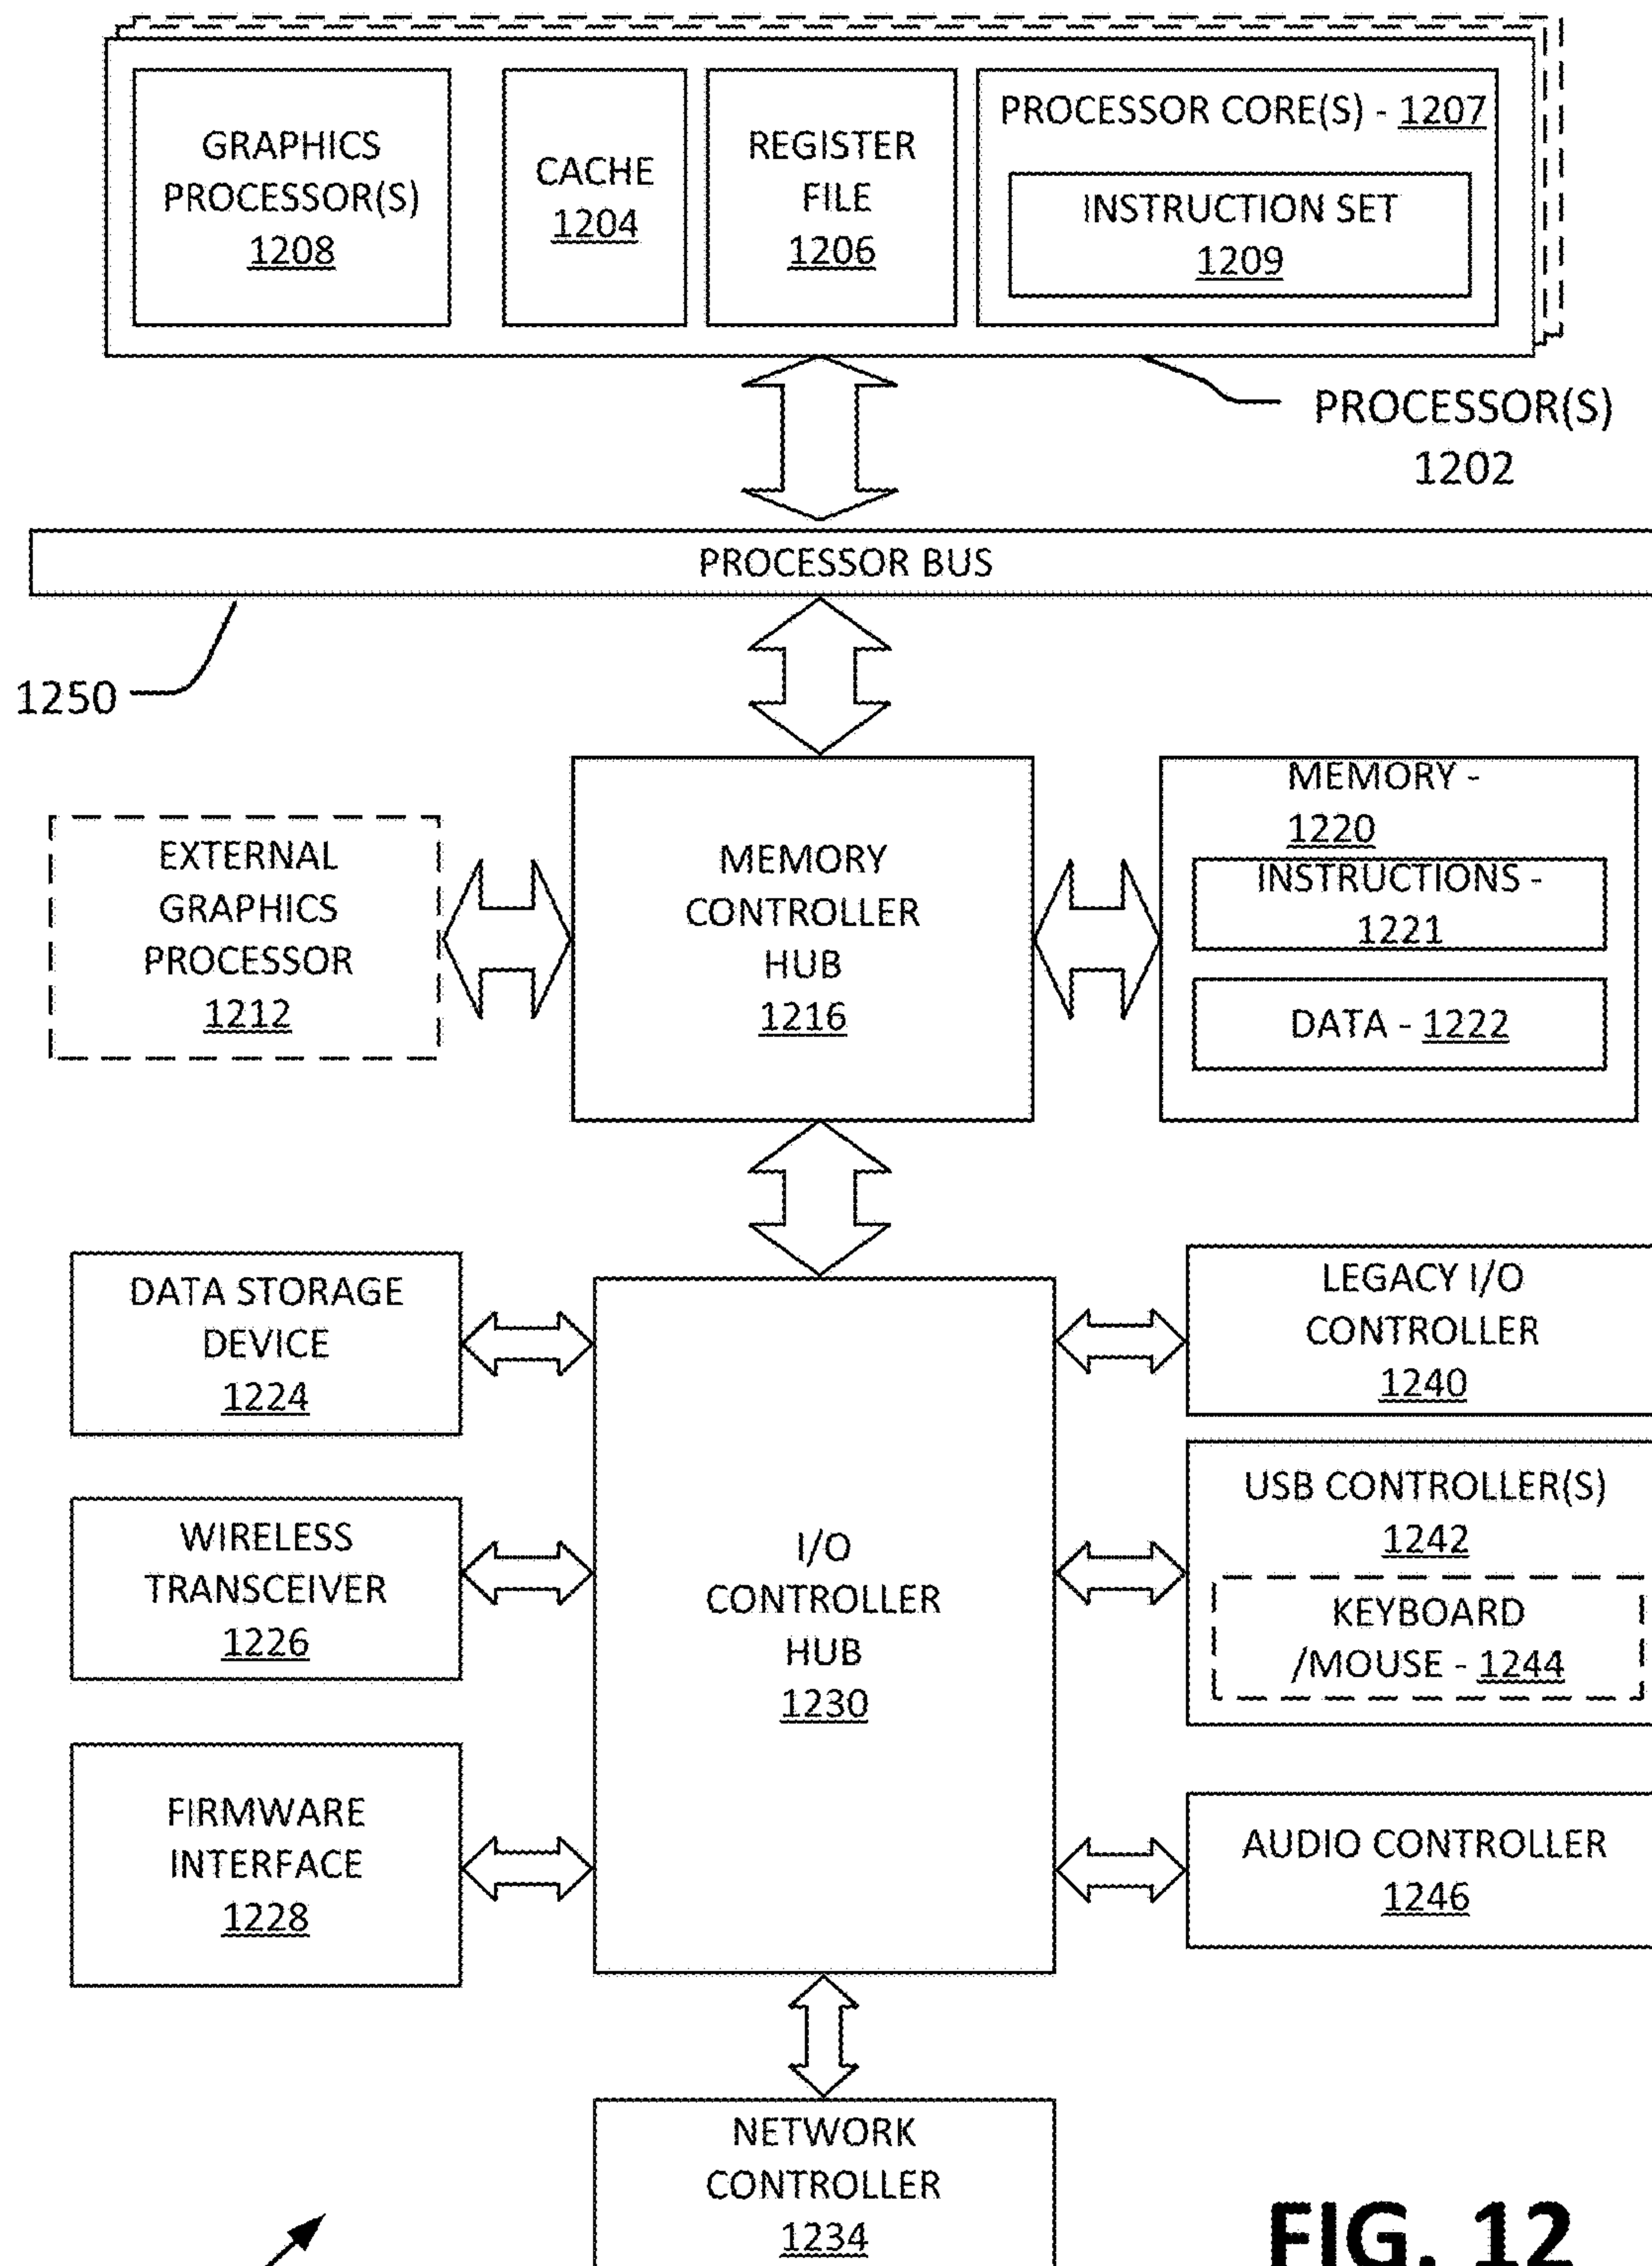 GRAPHICS
PROCESSOR(S)
1208
CACHE
1204
REGISTER
FILE
1206
PROCESSOR CORE(S) - 1207
INSTRUCTION SET
1209
PROCESSOR(S)
1202
PROCESSOR BUS
1250
EXTERNAL
GRAPHICS
PROCESSOR
1212
MEMORY
CONTROLLER
HUB
1216
MEMORY -
1220
INSTRUCTIONS -
1221
DATA - 1222
DATA STORAGE
DEVICE
1224
WIRELESS
TRANSCEIVER
1226
FIRMWARE
INTERFACE
1228
I/O
CONTROLLER
HUB
1230
LEGACY I/O
CONTROLLER
1240
USB CONTROLLER(S)
1242
KEYBOARD
/MOUSE - 1244
AUDIO CONTROLLER
1246
NETWORK
CONTROLLER
1234
FIG. 12